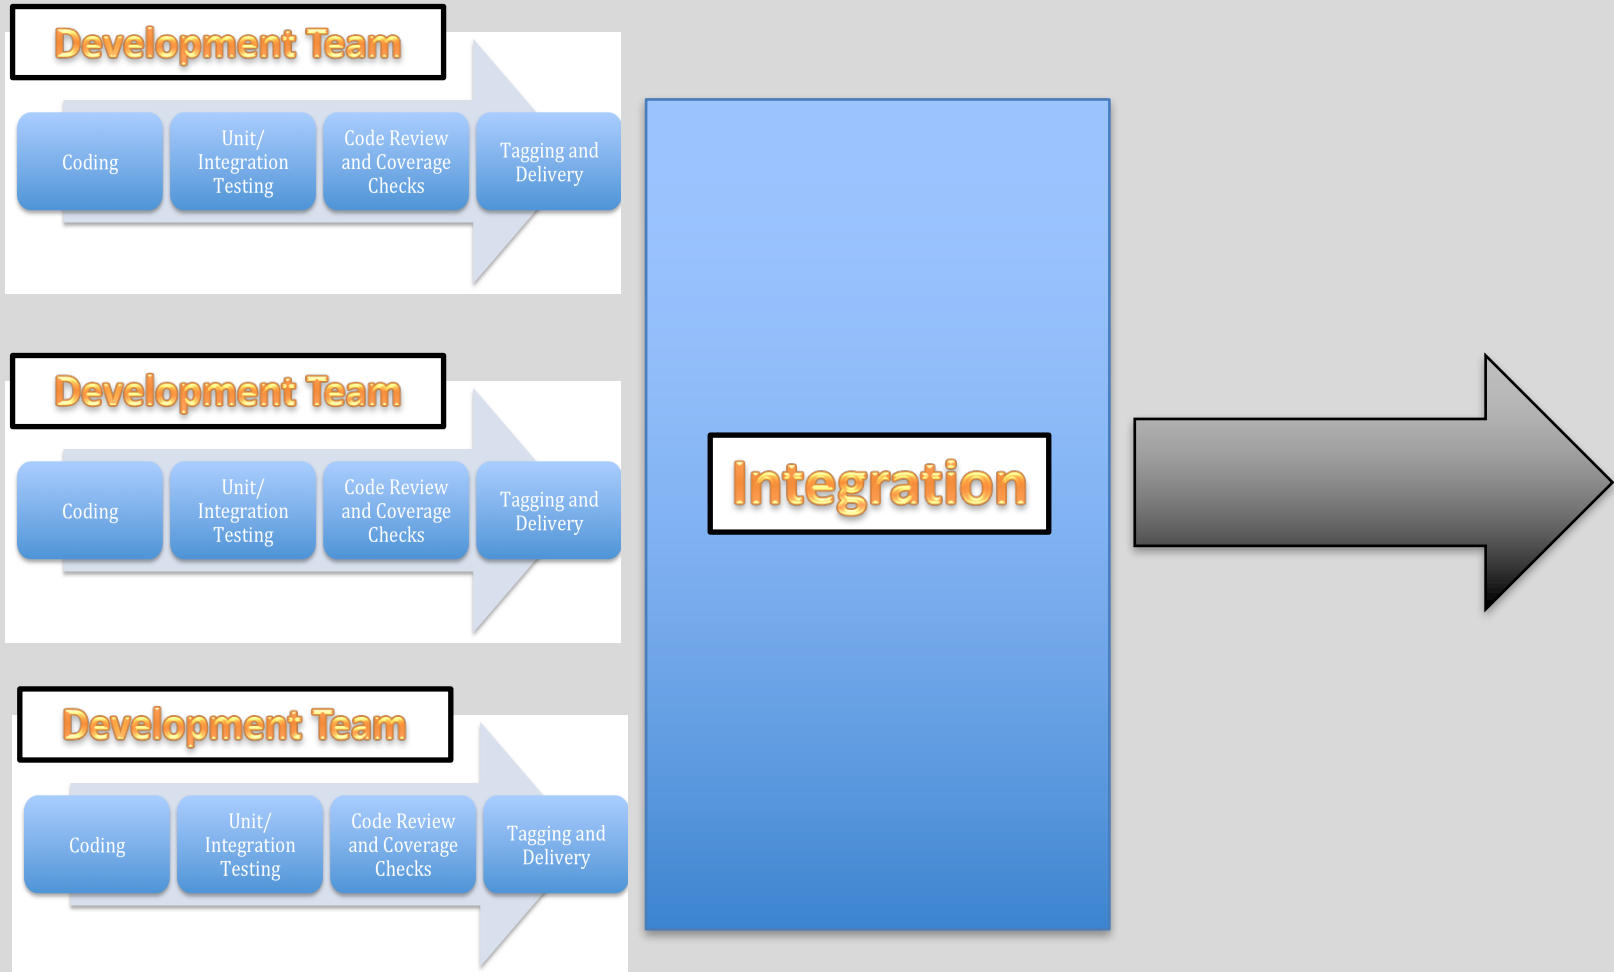 Development Team
Coding
Unit/
Integration
Testing
Code Review
and Coverage
Checks
Tagging and
Delivery
Development Team
Coding
Unit/
Integration
Testing
Code Review
and Coverage
Checks
Tagging and
Delivery
Development Team
Coding
Unit/
Integration
Testing
Code Review
and Coverage
Checks
Tagging and
Delivery
Integration